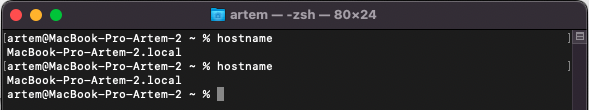 artem — -zsh — 80×24
[artem@MacBook-Pro-Artem-2 ~ % hostname ]
MacBook-Pro-Artem-2.local
[artem@MacBook-Pro-Artem-2 ~ % hostname ]
MacBook-Pro-Artem-2.local
artem@MacBook-Pro-Artem-2 ~ %